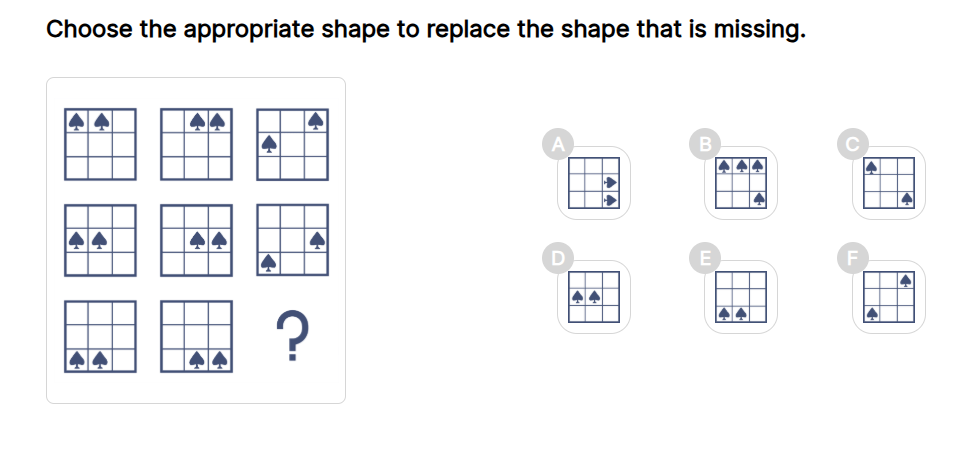 Choose the appropriate shape to replace the shape that is missing.
A
B
C
?
D
E
F